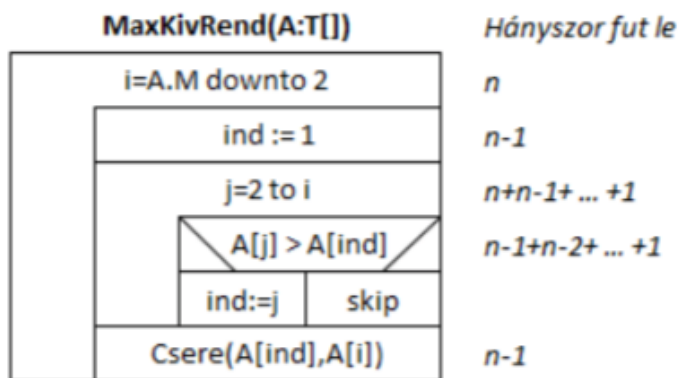 MaxKivRend(A:T[]) Hányszor fut le
i=A.M downto 2 n
ind := 1 n-1
j=2 to i n+n-1+ ... +1
A[j] > A[ind] n-1+n-2+ ... +1
ind:=j skip
Csere(A[ind],A[i]) n-1